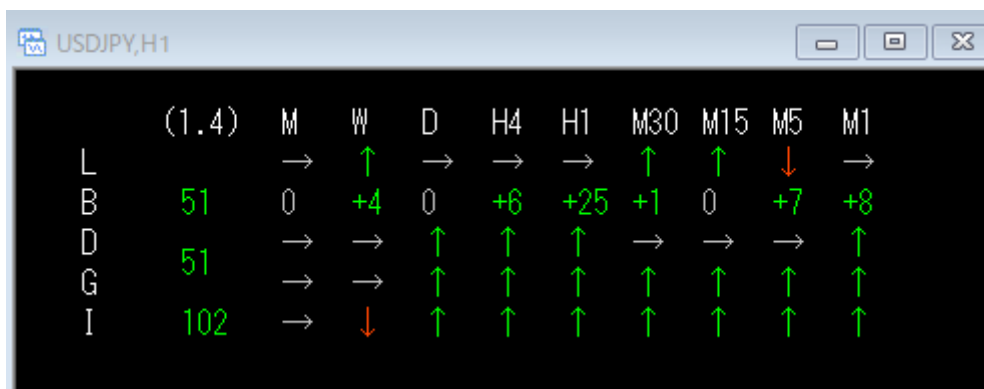 USDJPY,H1
(1.4) M W D H4 H1 M30 M15 M5 M1
L → ↑ → → → ↑ ↑ ↓ →
B 51 0 +4 0 +6 +25 +1 0 +7 +8
D → → ↑ ↑ ↑ → → → ↑
51
G → → ↑ ↑ ↑ ↑ ↑ ↑ ↑
I 102 → ↓ ↑ ↑ ↑ ↑ ↑ ↑ ↑